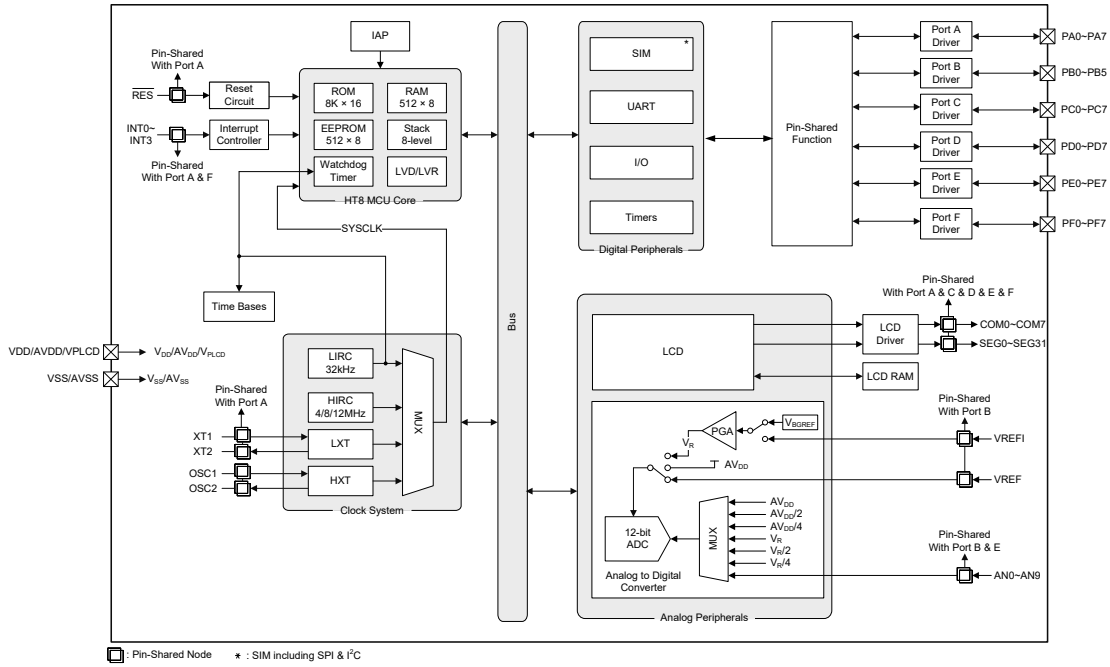 IAP
Pin-Shared
With Port A
RES
Reset
Circuit
INT0~
INT3
Interrupt
Controller
Pin-Shared
With Port A & F
ROM
8K × 16
RAM
512 × 8
EEPROM
512 × 8
Stack
8-level
Watchdog
Timer
LVD/LVR
HT8 MCU Core
SYSCLK
Time Bases
VDD/AVDD/VPLCD
VDD/AVDD/VPLCD
VSS/AVSS
VSS/AVSS
Pin-Shared
With Port A
XT1
XT2
OSC1
OSC2
LIRC
32kHz
HIRC
4/8/12MHz
LXT
HXT
MUX
Clock System
Bus
SIM
*
UART
I/O
Timers
Digital Peripherals
Pin-Shared
Function
Port A
Driver
PA0~PA7
Port B
Driver
PB0~PB5
Port C
Driver
PC0~PC7
Port D
Driver
PD0~PD7
Port E
Driver
PE0~PE7
Port F
Driver
PF0~PF7
Pin-Shared
With Port A & C & D & E & F
LCD
LCD
Driver
COM0~COM7
SEG0~SEG31
LCD RAM
Pin-Shared
With Port B
PGA
VBGREF
VREFI
VR
AVDD
VREF
12-bit
ADC
MUX
AVDD
AVDD/2
AVDD/4
VR
VR/2
VR/4
Pin-Shared
With Port B & E
AN0~AN9
Analog to Digital
Converter
Analog Peripherals
: Pin-Shared Node
* : SIM including SPI & I²C